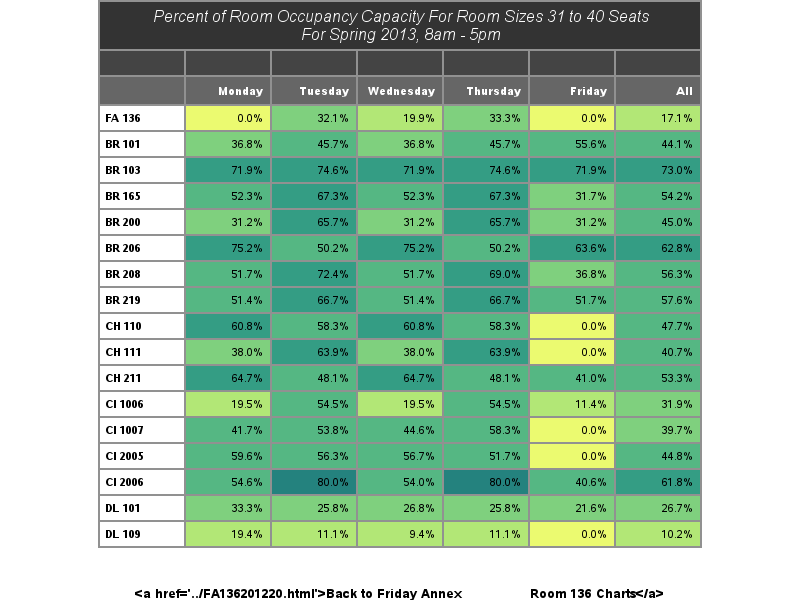 Percent of Room Occupancy Capacity For Room Sizes 31 to 40 Seats
For Spring 2013, 8am - 5pm
Monday Tuesday Wednesday Thursday Friday All
FA 136 0.0% 32.1% 19.9% 33.3% 0.0% 17.1%
BR 101 36.8% 45.7% 36.8% 45.7% 55.6% 44.1%
BR 103 71.9% 74.6% 71.9% 74.6% 71.9% 73.0%
BR 165 52.3% 67.3% 52.3% 67.3% 31.7% 54.2%
BR 200 31.2% 65.7% 31.2% 65.7% 31.2% 45.0%
BR 206 75.2% 50.2% 75.2% 50.2% 63.6% 62.8%
BR 208 51.7% 72.4% 51.7% 69.0% 36.8% 56.3%
BR 219 51.4% 66.7% 51.4% 66.7% 51.7% 57.6%
CH 110 60.8% 58.3% 60.8% 58.3% 0.0% 47.7%
CH 111 38.0% 63.9% 38.0% 63.9% 0.0% 40.7%
CH 211 64.7% 48.1% 64.7% 48.1% 41.0% 53.3%
CI 1006 19.5% 54.5% 19.5% 54.5% 11.4% 31.9%
CI 1007 41.7% 53.8% 44.6% 58.3% 0.0% 39.7%
CI 2005 59.6% 56.3% 56.7% 51.7% 0.0% 44.8%
CI 2006 54.6% 80.0% 54.0% 80.0% 40.6% 61.8%
DL 101 33.3% 25.8% 26.8% 25.8% 21.6% 26.7%
DL 109 19.4% 11.1% 9.4% 11.1% 0.0% 10.2%
<a href='../FA136201220.html'>Back to Friday Annex Room 136 Charts</a>